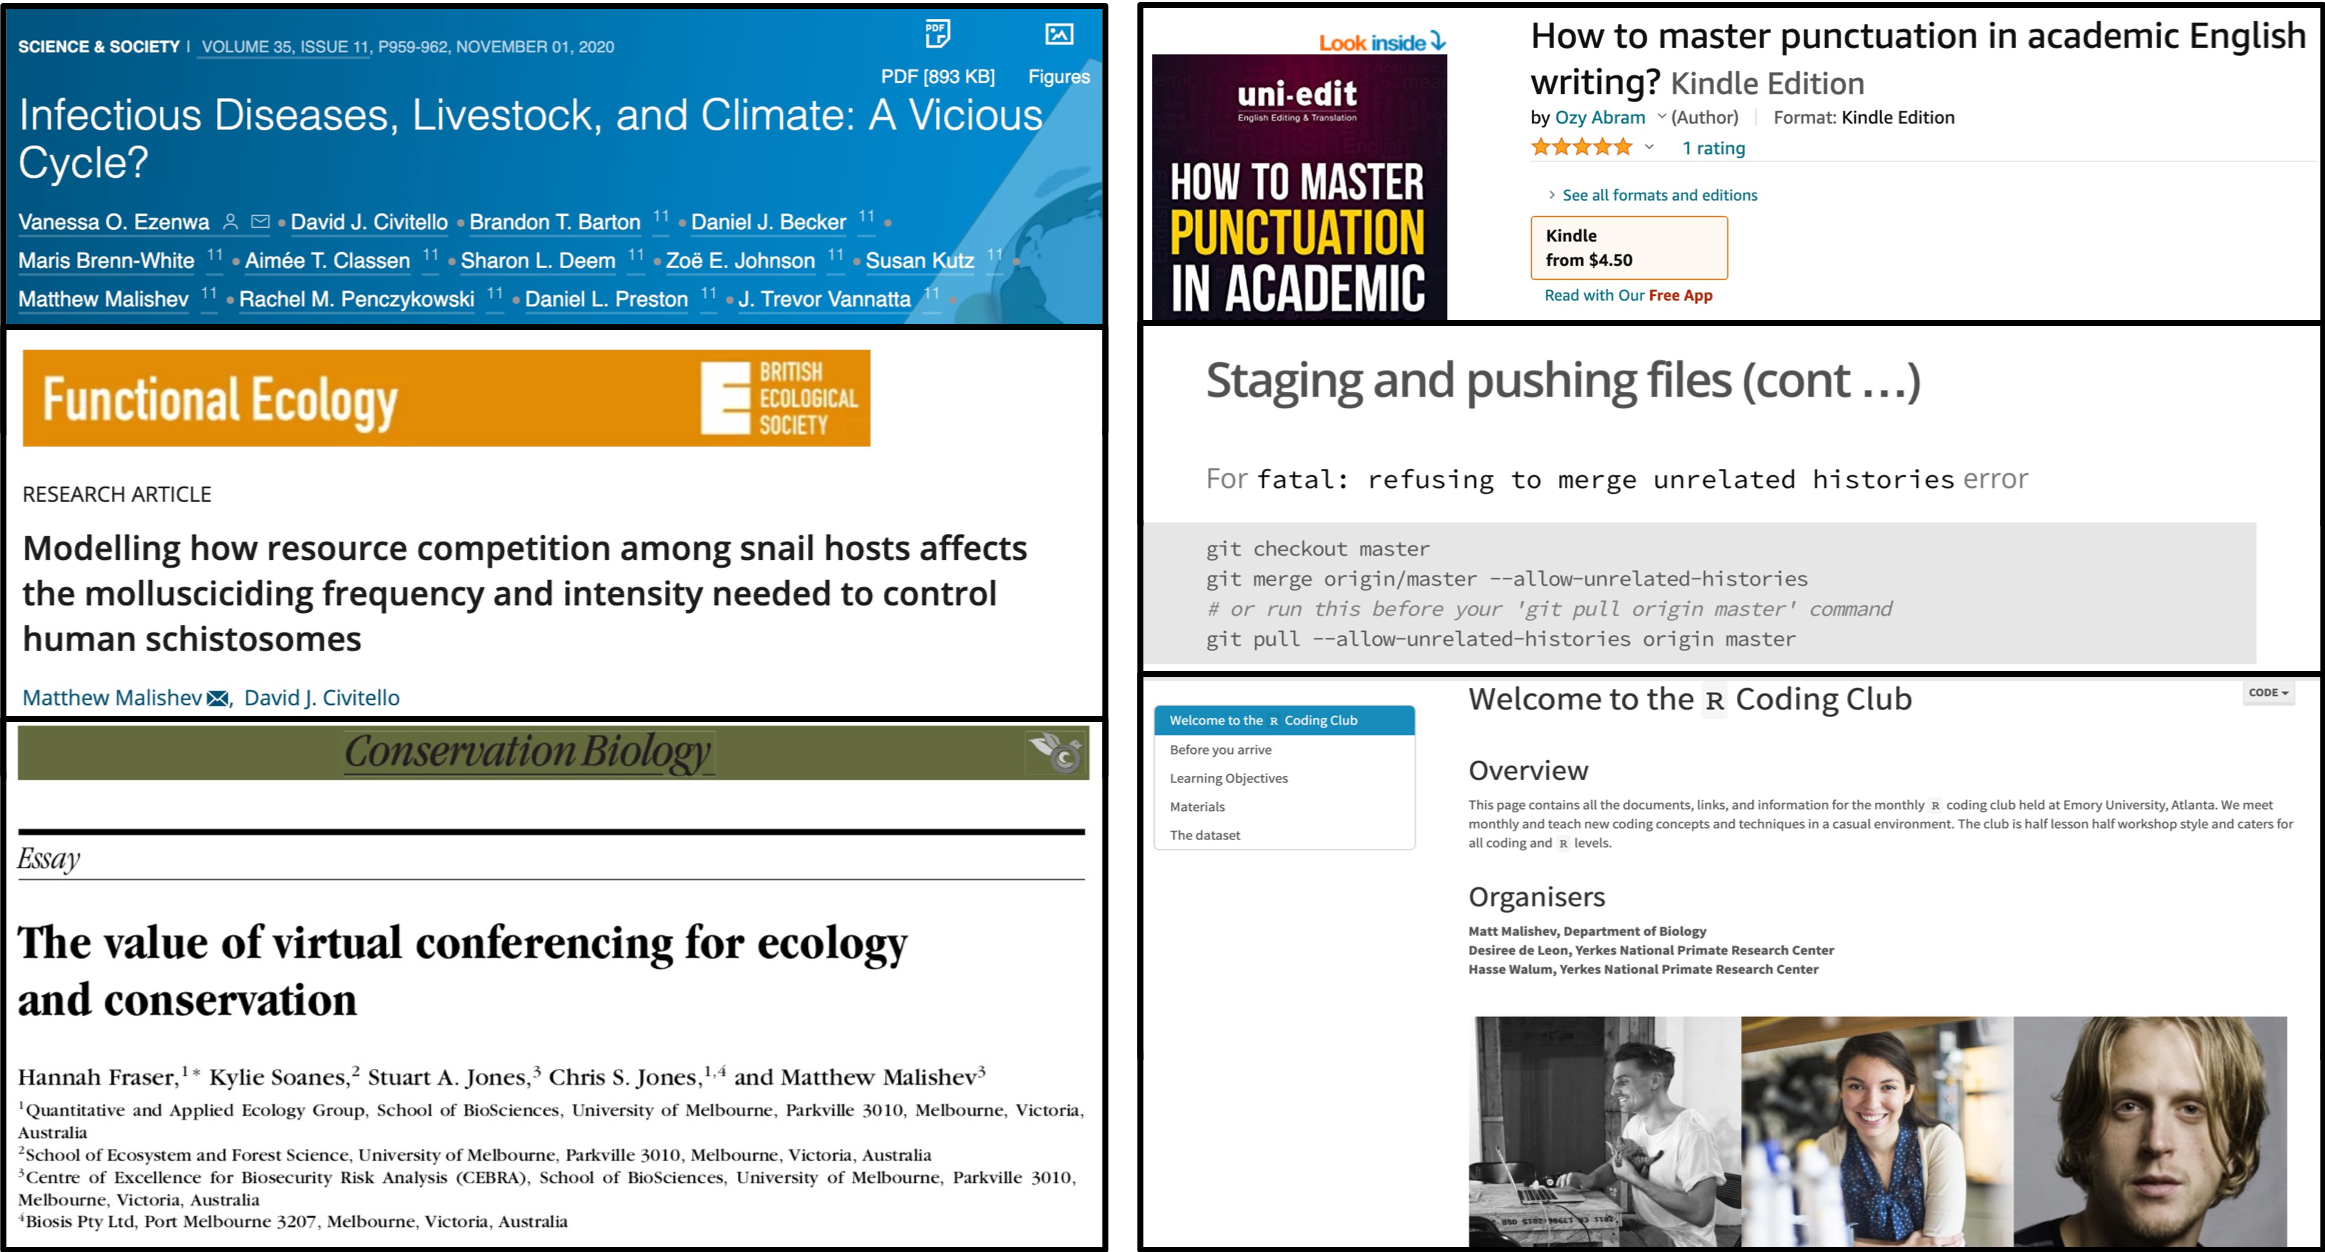 SCIENCE & SOCIETY | VOLUME 35, ISSUE 11, P959-962, NOVEMBER 01, 2020
PDF
PDF [893 KB] Figures
Infectious Diseases, Livestock, and Climate: A Vicious
Cycle?
Vanessa O. Ezenwa • David J. Civitello • Brandon T. Barton 11 • Daniel J. Becker 11 •
Maris Brenn-White 11 • Aimée T. Classen 11 • Sharon L. Deem 11 • Zoë E. Johnson 11 • Susan Kutz 11 •
Matthew Malishev 11 • Rachel M. Penczykowski 11 • Daniel L. Preston 11 • J. Trevor Vannatta 11 •
Functional Ecology
BRITISH
ECOLOGICAL
SOCIETY
RESEARCH ARTICLE
Modelling how resource competition among snail hosts affects
the mollusciciding frequency and intensity needed to control
human schistosomes
Matthew Malishev, David J. Civitello
Conservation Biology
Essay
The value of virtual conferencing for ecology
and conservation
Hannah Fraser,1* Kylie Soanes,2 Stuart A. Jones,3 Chris S. Jones,1,4 and Matthew Malishev3
1Quantitative and Applied Ecology Group, School of BioSciences, University of Melbourne, Parkville 3010, Melbourne, Victoria,
Australia
2School of Ecosystem and Forest Science, University of Melbourne, Parkville 3010, Melbourne, Victoria, Australia
3Centre of Excellence for Biosecurity Risk Analysis (CEBRA), School of BioSciences, University of Melbourne, Parkville 3010,
Melbourne, Victoria, Australia
4Biosis Pty Ltd, Port Melbourne 3207, Melbourne, Victoria, Australia
Look inside
uni-edit
English Editing & Translation
HOW TO MASTER
PUNCTUATION
IN ACADEMIC
How to master punctuation in academic English
writing? Kindle Edition
by Ozy Abram (Author) Format: Kindle Edition
1 rating
See all formats and editions
Kindle
from $4.50
Read with Our Free App
Staging and pushing files (cont ...)
For fatal: refusing to merge unrelated histories error
git checkout master
git merge origin/master --allow-unrelated-histories
# or run this before your 'git pull origin master' command
git pull --allow-unrelated-histories origin master
Welcome to the R Coding Club
Before you arrive
Learning Objectives
Materials
The dataset
Welcome to the R Coding Club
CODE
Overview
This page contains all the documents, links, and information for the monthly R coding club held at Emory University, Atlanta. We meet
monthly and teach new coding concepts and techniques in a casual environment. The club is half lesson half workshop style and caters for
all coding and R levels.
Organisers
Matt Malishev, Department of Biology
Desiree de Leon, Yerkes National Primate Research Center
Hasse Walum, Yerkes National Primate Research Center